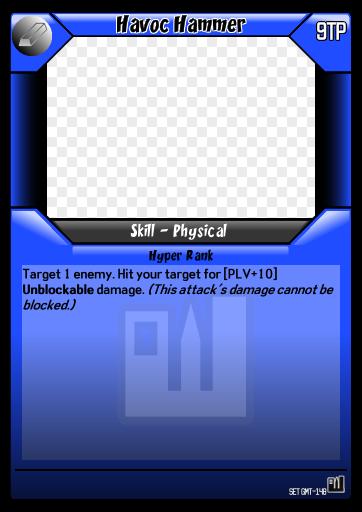 Havoc Hammer
9TP
Skill - Physical
Hyper Rank
Target 1 enemy. Hit your target for [PLV+10]
Unblockable damage. (This attack's damage cannot be
blocked.)
SET GMT-148